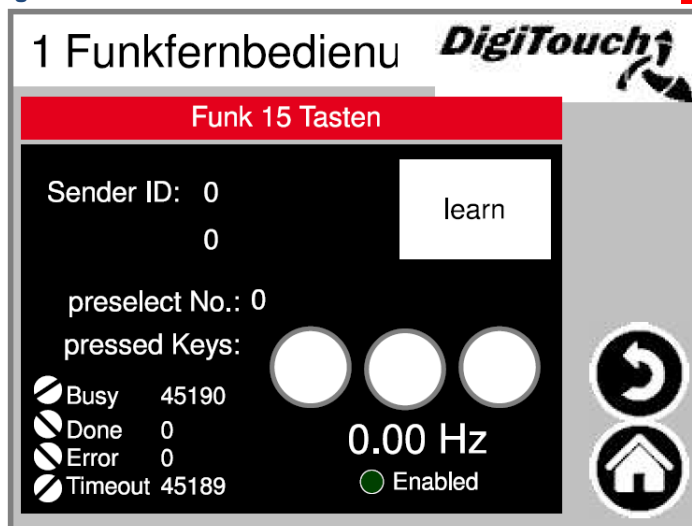 1 Funkfernbedienu
DigiTouch
Funk 15 Tasten
Sender ID: 0
learn
0
preselect No.: 0
pressed Keys:
Busy 45190
Done 0
Error 0
Timeout 45189
0.00 Hz
Enabled